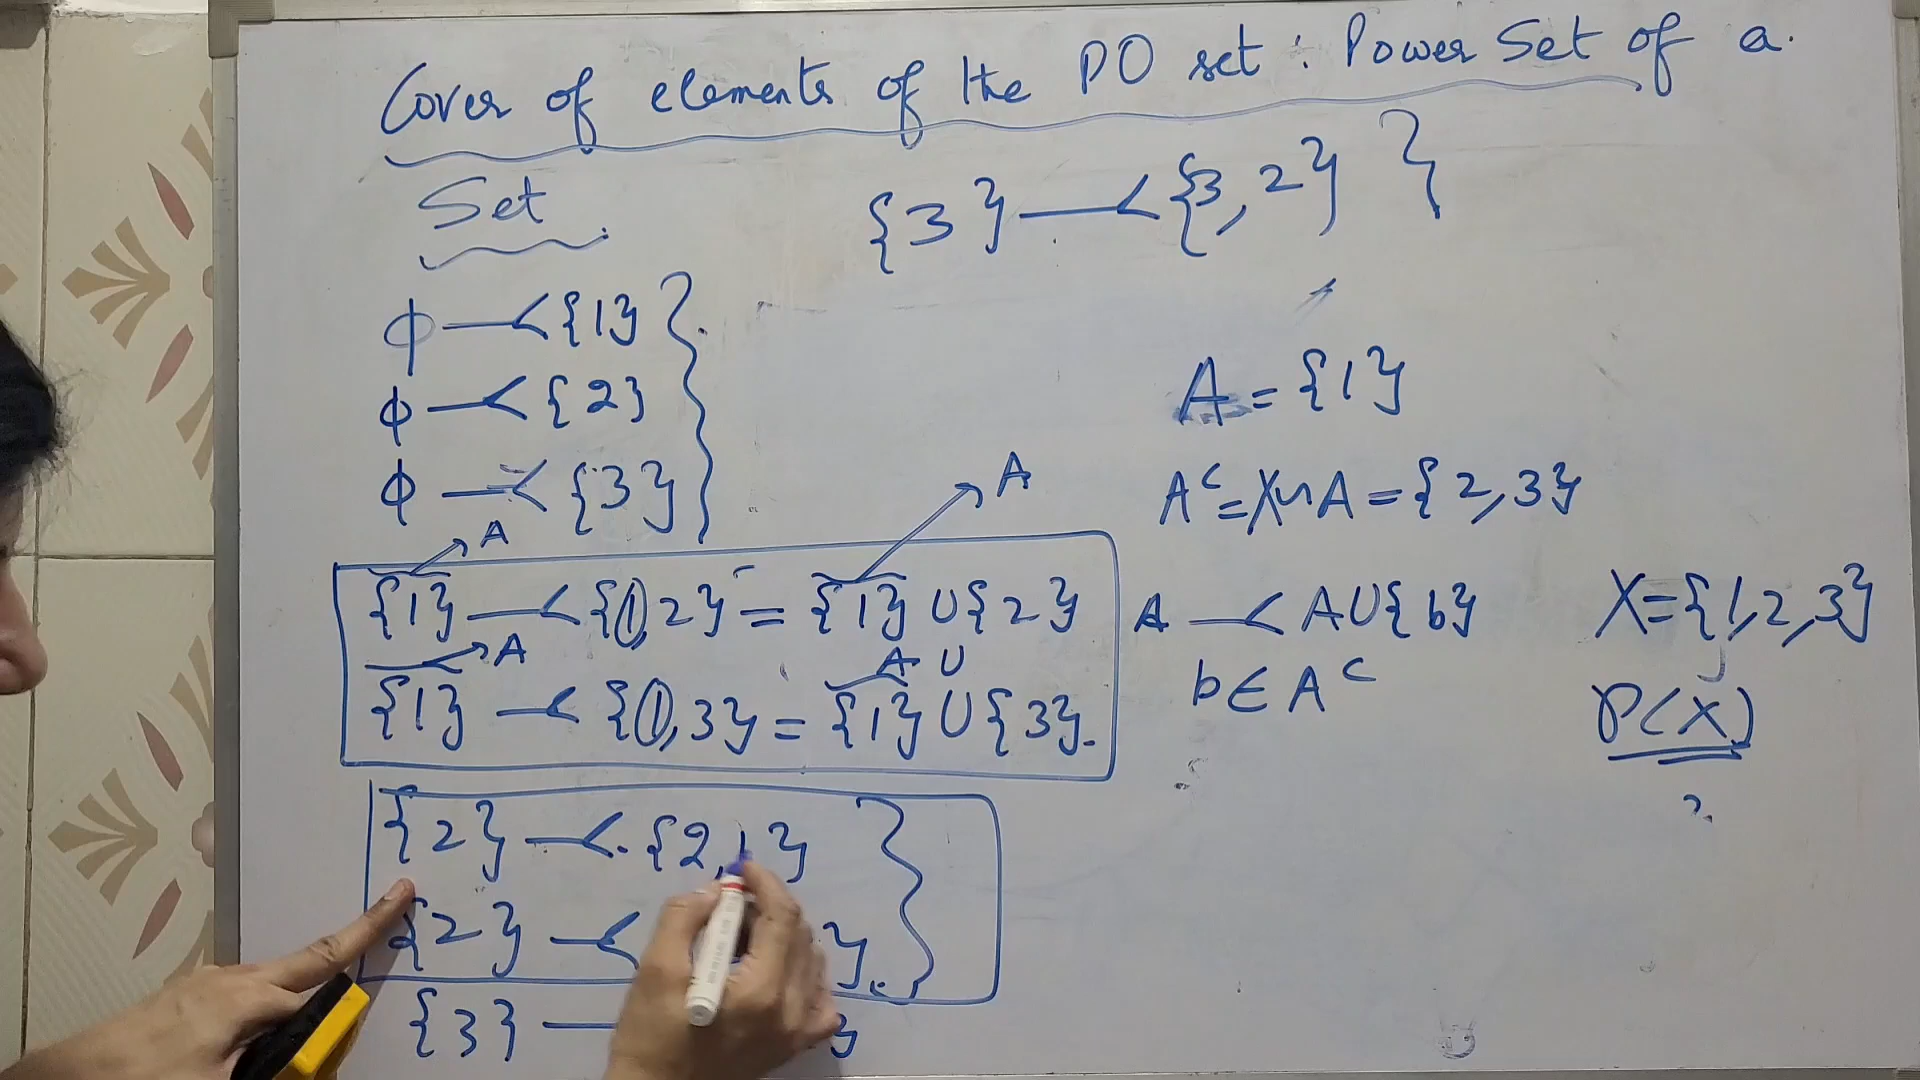 Cover of elements of the PO set : Power Set of a
Set
{3} —< {3, 2} }
ϕ —< {1}
ϕ —< {2}
ϕ —< {3}
A = {1}
A^c = X \ A = {2, 3}
A
A
{1} —< {1, 2} = {1} ∪ {2}
A —< A ∪ {b}
X = {1, 2, 3}
A
A ∪
{1} —< {1, 3} = {1} ∪ {3}.
b ∈ A^c
P(X)
{2} —< {2, 1}
{2} —<
{3} —